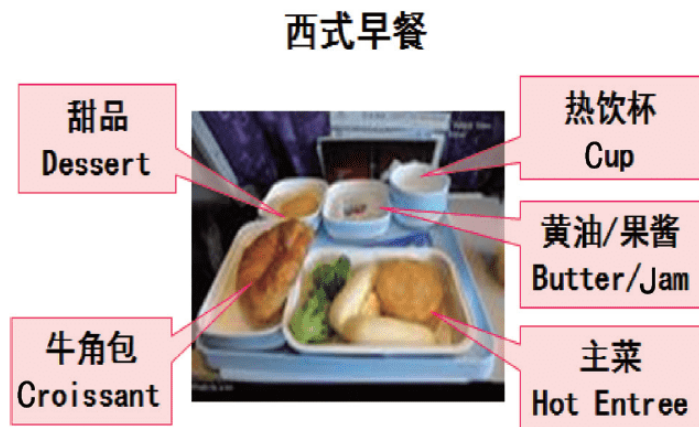 西式早餐
甜品
Dessert
热饮杯
Cup
黄油/果酱
Butter/Jam
牛角包
Croissant
主菜
Hot Entree